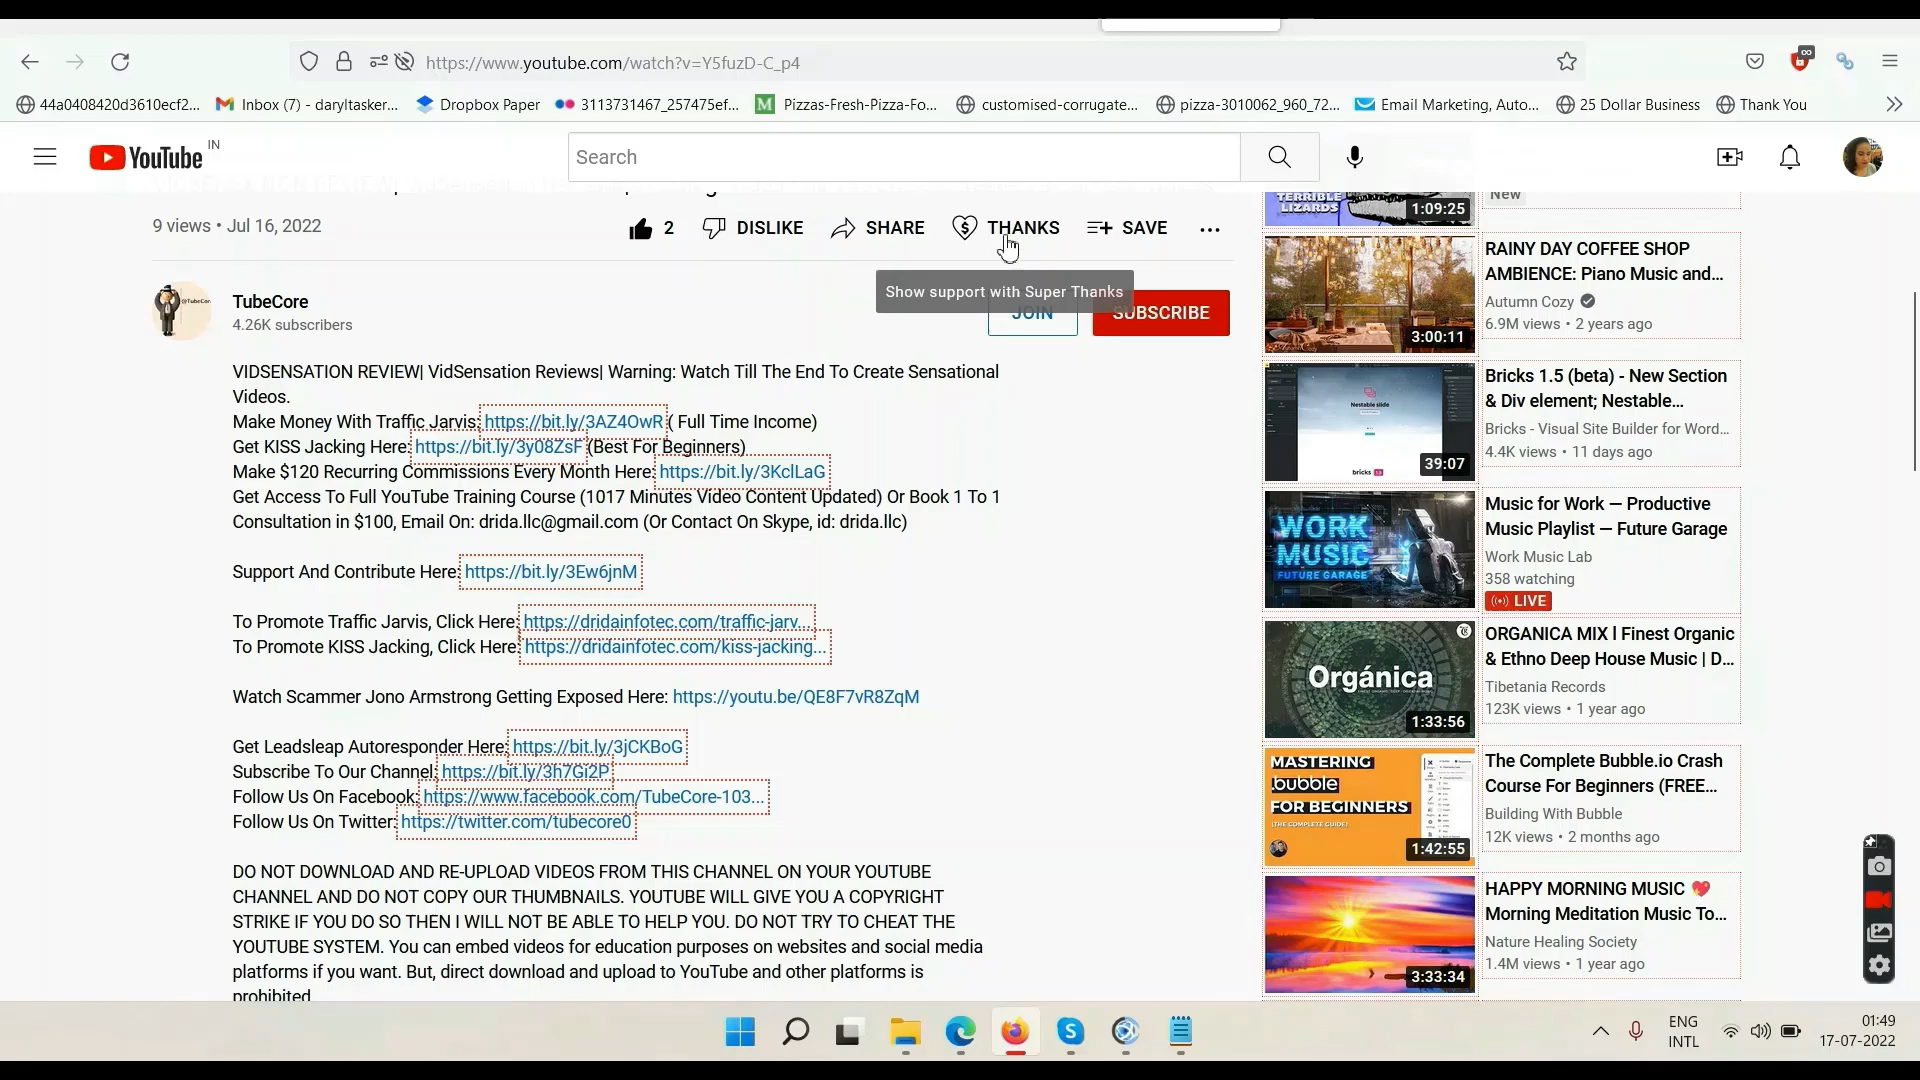 https://www.youtube.com/watch?v=Y5fuzD-C_p4
44a0408420d3610ecf2...
Inbox (7) - daryltasker...
Dropbox Paper
3113731467_257475ef...
Pizzas-Fresh-Pizza-Fo...
customised-corrugate...
pizza-3010062_960_72...
Email Marketing, Auto...
25 Dollar Business
Thank You
YouTube IN
Search
9 views • Jul 16, 2022
2
DISLIKE
SHARE
THANKS
SAVE
Show support with Super Thanks
TubeCore
4.26K subscribers
JOIN
SUBSCRIBE
VIDSENSATION REVIEW| VidSensation Reviews| Warning: Watch Till The End To Create Sensational
Videos.
Make Money With Traffic Jarvis: https://bit.ly/3AZ4OwR ( Full Time Income)
Get KISS Jacking Here: https://bit.ly/3y08ZsF (Best For Beginners)
Make $120 Recurring Commissions Every Month Here: https://bit.ly/3KclLaG
Get Access To Full YouTube Training Course (1017 Minutes Video Content Updated) Or Book 1 To 1
Consultation in $100, Email On: drida.llc@gmail.com (Or Contact On Skype, id: drida.llc)
Support And Contribute Here: https://bit.ly/3Ew6jnM
To Promote Traffic Jarvis, Click Here: https://dridainfotec.com/traffic-jarv...
To Promote KISS Jacking, Click Here: https://dridainfotec.com/kiss-jacking...
Watch Scammer Jono Armstrong Getting Exposed Here: https://youtu.be/QE8F7vR8ZqM
Get Leadsleap Autoresponder Here: https://bit.ly/3jCKBoG
Subscribe To Our Channel: https://bit.ly/3h7Gi2P
Follow Us On Facebook: https://www.facebook.com/TubeCore-103...
Follow Us On Twitter: https://twitter.com/tubecore0
DO NOT DOWNLOAD AND RE-UPLOAD VIDEOS FROM THIS CHANNEL ON YOUR YOUTUBE
CHANNEL AND DO NOT COPY OUR THUMBNAILS. YOUTUBE WILL GIVE YOU A COPYRIGHT
STRIKE IF YOU DO SO THEN I WILL NOT BE ABLE TO HELP YOU. DO NOT TRY TO CHEAT THE
YOUTUBE SYSTEM. You can embed videos for education purposes on websites and social media
platforms if you want. But, direct download and upload to YouTube and other platforms is
prohibited
TERRIBLE
LIZARDS
1:09:25
New
3:00:11
RAINY DAY COFFEE SHOP
AMBIENCE: Piano Music and...
Autumn Cozy
6.9M views • 2 years ago
Nestable slide
bricks 1.5
39:07
Bricks 1.5 (beta) - New Section
& Div element; Nestable...
Bricks - Visual Site Builder for Word...
4.4K views • 11 days ago
WORK
MUSIC
FUTURE GARAGE
Music for Work — Productive
Music Playlist — Future Garage
Work Music Lab
358 watching
LIVE
Orgánica
1:33:56
ORGANICA MIX l Finest Organic
& Ethno Deep House Music | D...
Tibetania Records
123K views • 1 year ago
MASTERING
.bubble
FOR BEGINNERS
(THE COMPLETE GUIDE)
1:42:55
The Complete Bubble.io Crash
Course For Beginners (FREE...
Building With Bubble
12K views • 2 months ago
3:33:34
HAPPY MORNING MUSIC 💖
Morning Meditation Music To...
Nature Healing Society
1.4M views • 1 year ago
ENG
INTL
01:49
17-07-2022